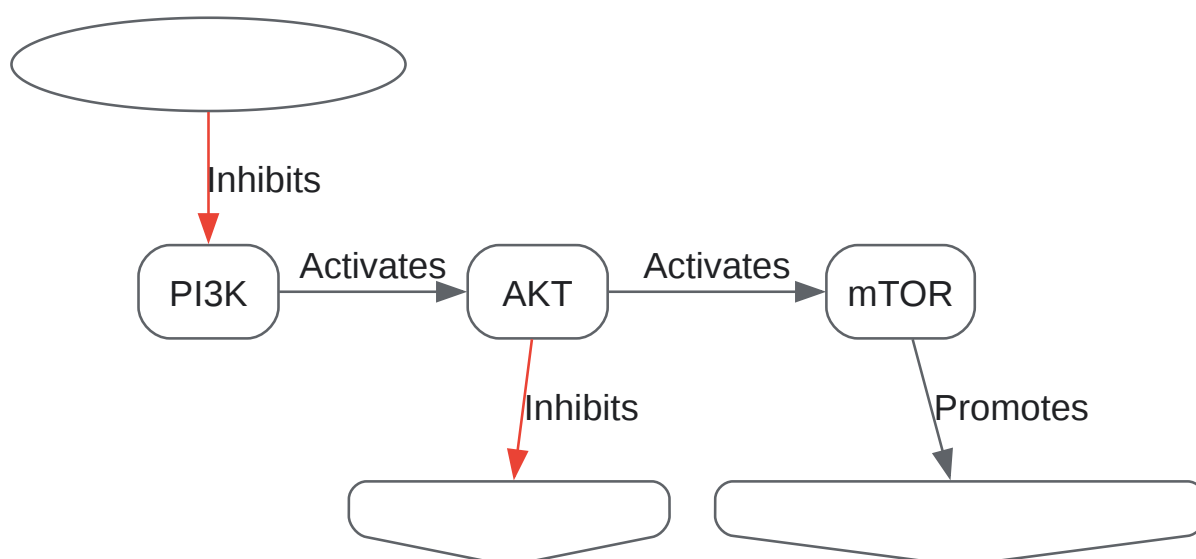 Inhibits
Activates
Activates
PI3K
AKT
mTOR
Inhibits
Promotes